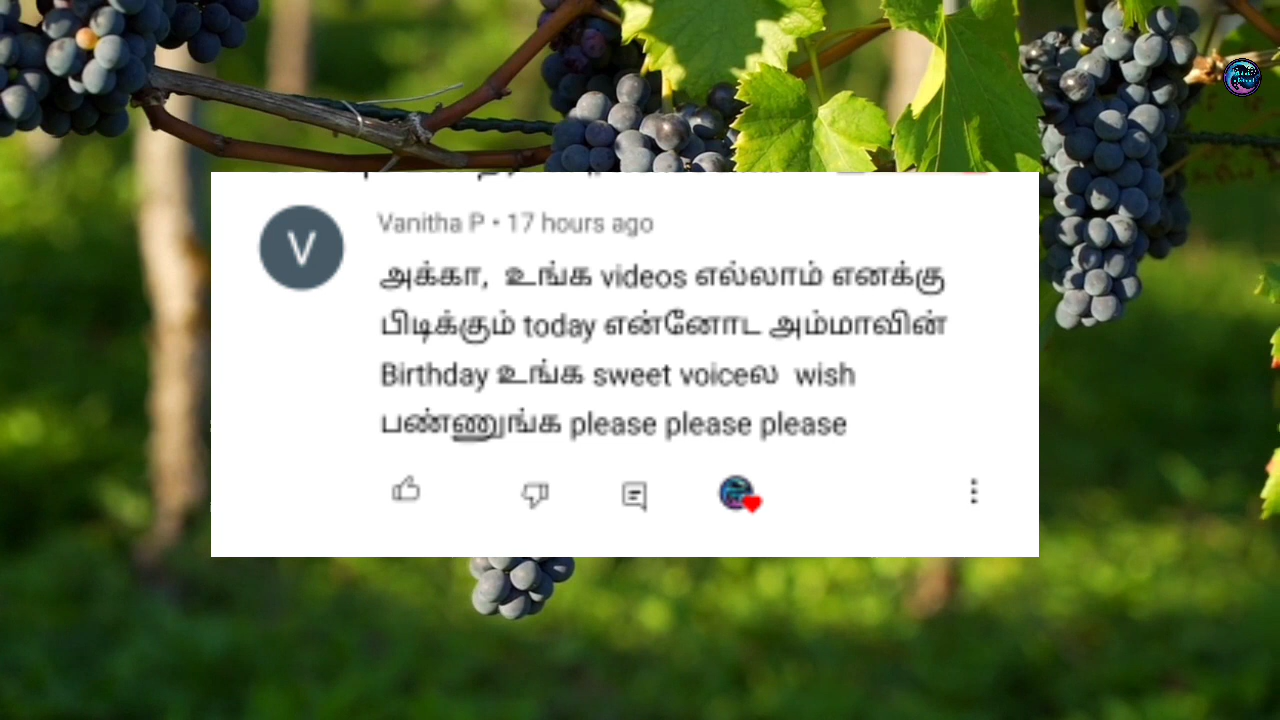 Vanitha P • 17 hours ago
அக்கா, உங்க videos எல்லாம் எனக்கு
பிடிக்கும் today என்னோட அம்மாவின்
Birthday உங்க sweet voiceல wish
பண்ணுங்க please please please
V